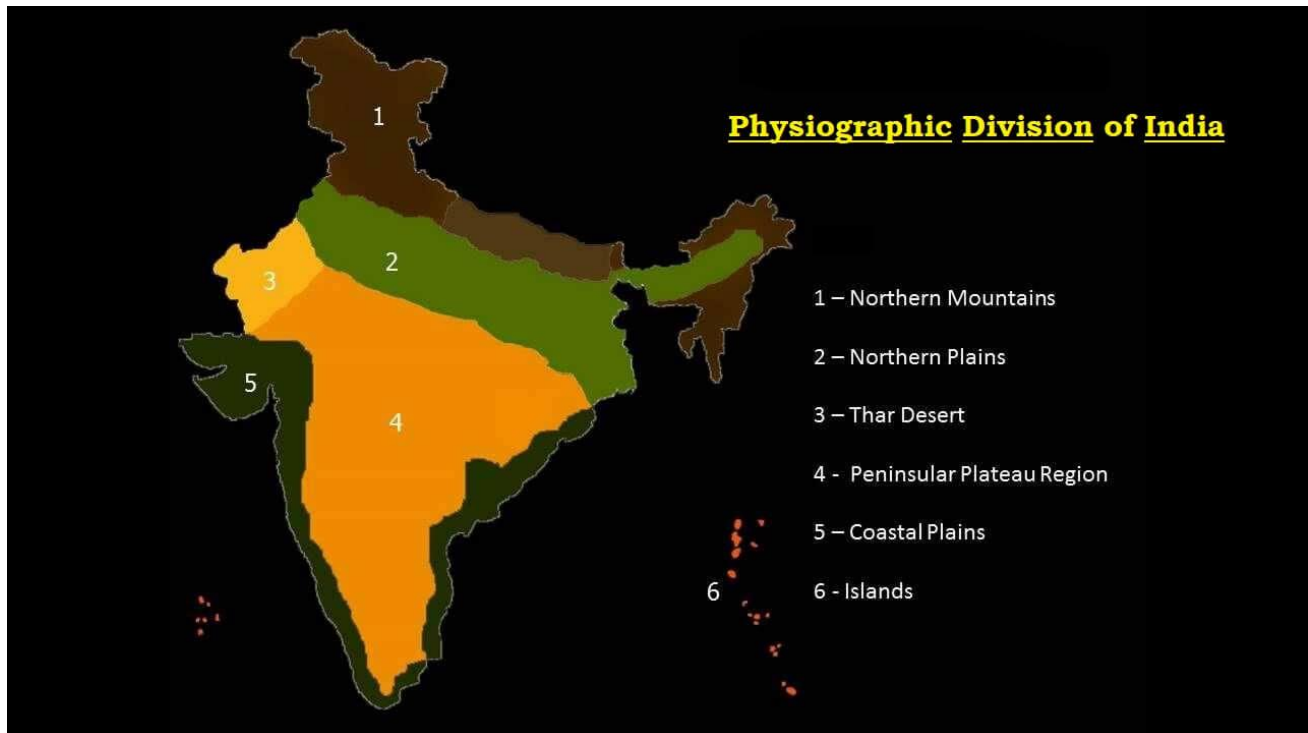 Physiographic Division of India
1
2
3
4
5
6
1 – Northern Mountains
2 – Northern Plains
3 – Thar Desert
4 - Peninsular Plateau Region
5 – Coastal Plains
6 - Islands